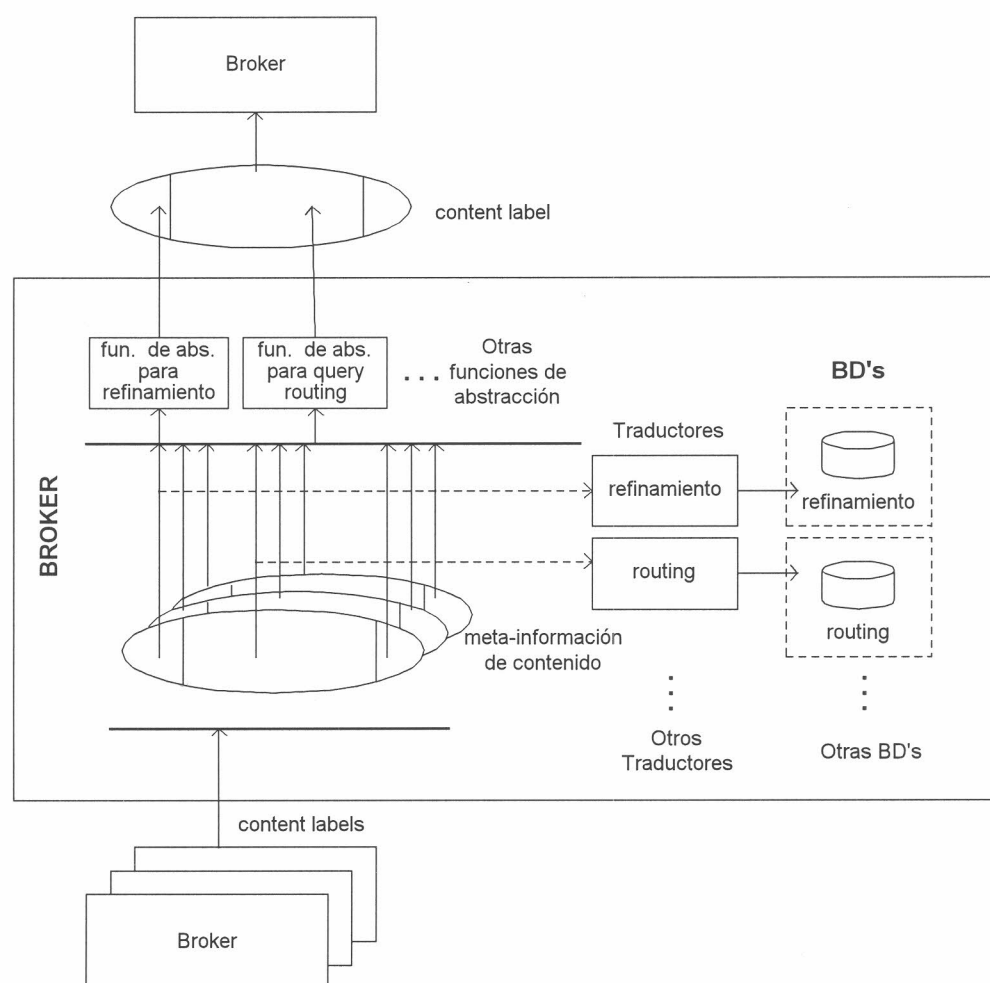 Broker
content label
fun. de abs.
para
refinamiento
fun. de abs.
para query
routing
. . .
Otras
funciones de
abstracción
BD's
Traductores
refinamiento
refinamiento
BROKER
routing
routing
meta-información
de contenido
.
.
.
.
.
.
Otros
Traductores
Otras BD's
content labels
Broker